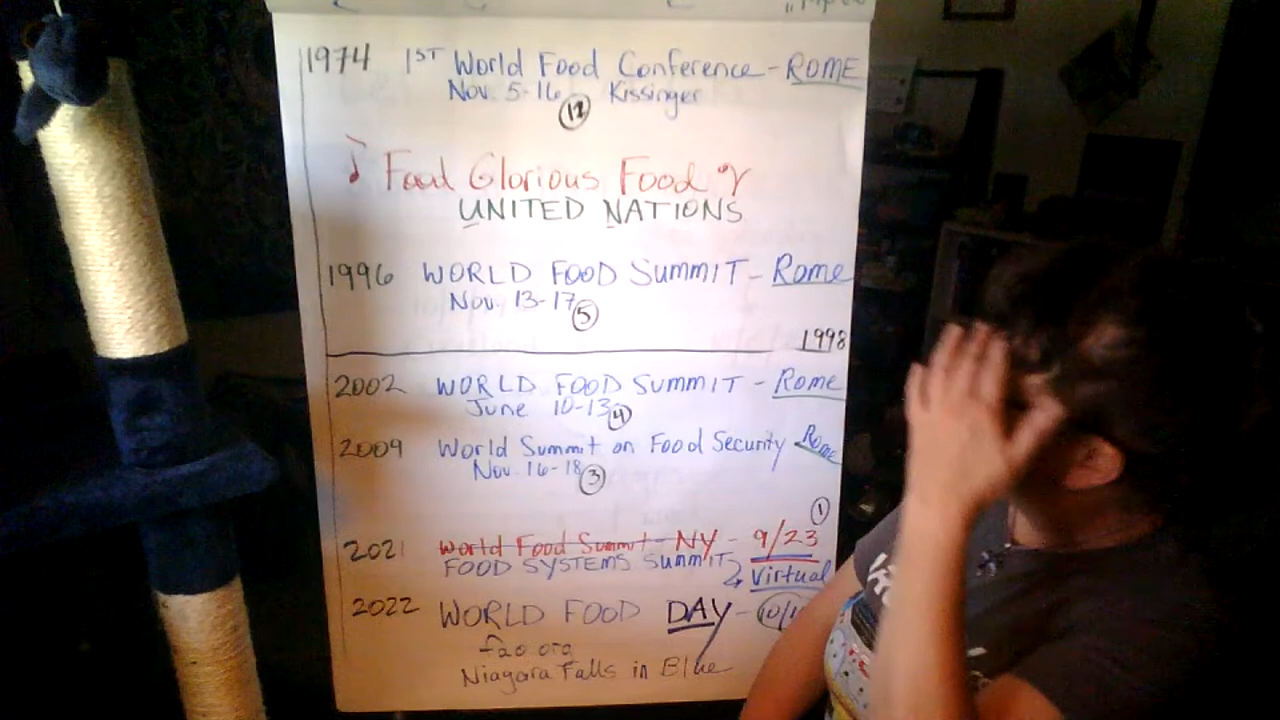 1974 1ST World Food Conference - ROME
Nov. 5-16 Kissinger
12
Food Glorious Food
UNITED NATIONS
1996 WORLD FOOD SUMMIT - Rome
Nov. 13-17 5
1998
2002 WORLD FOOD SUMMIT - Rome
June 10-13 4
2009 World Summit on Food Security Rome
Nov. 16-18 3
1
2021 World Food Summit - NY - 9/23
FOOD SYSTEMS SUMMIT Virtual
2022 WORLD FOOD DAY -
fao org
Niagara Falls in Blue